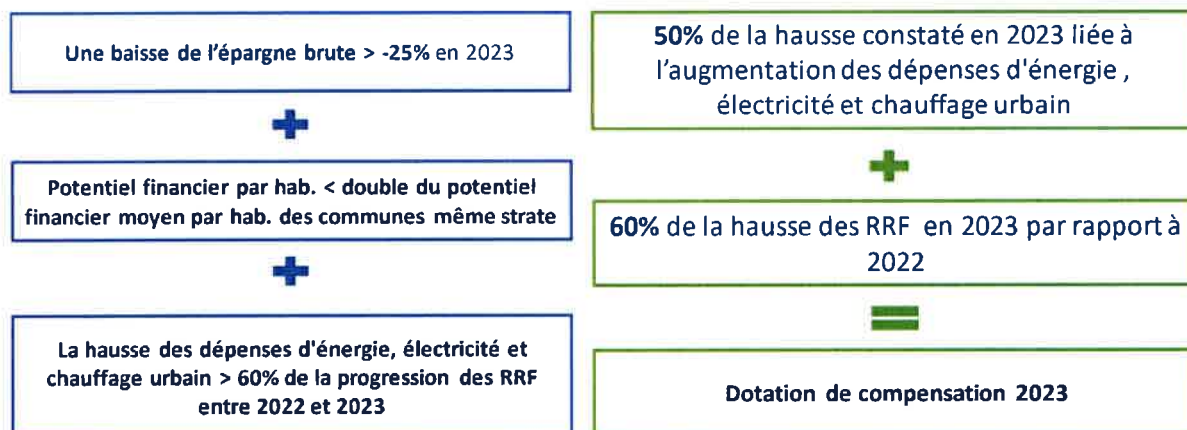 Une baisse de l'épargne brute > -25% en 2023
+
Potentiel financier par hab. < double du potentiel
financier moyen par hab. des communes même strate
+
La hausse des dépenses d'énergie, électricité et
chauffage urbain > 60% de la progression des RRF
entre 2022 et 2023
50% de la hausse constaté en 2023 liée à
l'augmentation des dépenses d'énergie ,
électricité et chauffage urbain
+
60% de la hausse des RRF en 2023 par rapport à
2022
=
Dotation de compensation 2023